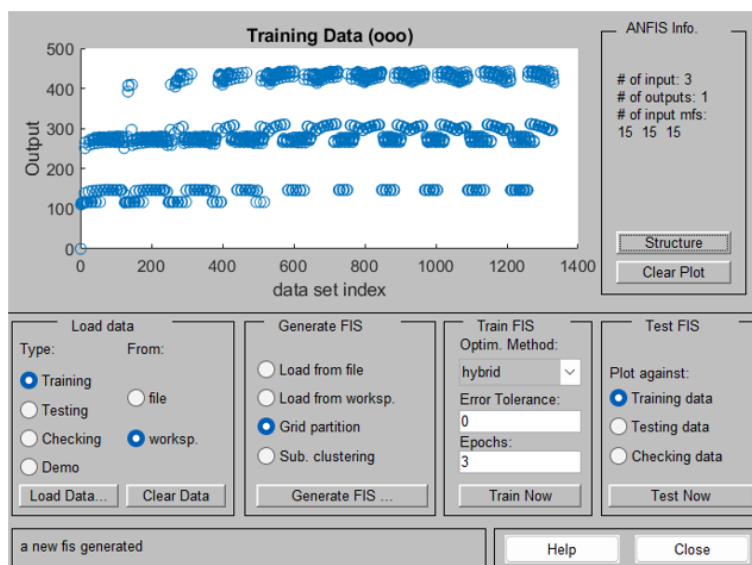 Training Data (ooo)
500
400
300
200
100
0
Output
0 200 400 600 800 1000 1200 1400
data set index
ANFIS Info.
# of input: 3
# of outputs: 1
# of input mfs:
15 15 15
Structure
Clear Plot
Load data
Type: From:
Training
file
Testing
Checking
worksp.
Demo
Load Data... Clear Data
Generate FIS
Load from file
Load from worksp.
Grid partition
Sub. clustering
Generate FIS ...
Train FIS
Optim. Method:
hybrid
Error Tolerance:
0
Epochs:
3
Train Now
Test FIS
Plot against:
Training data
Testing data
Checking data
Test Now
a new fis generated
Help Close